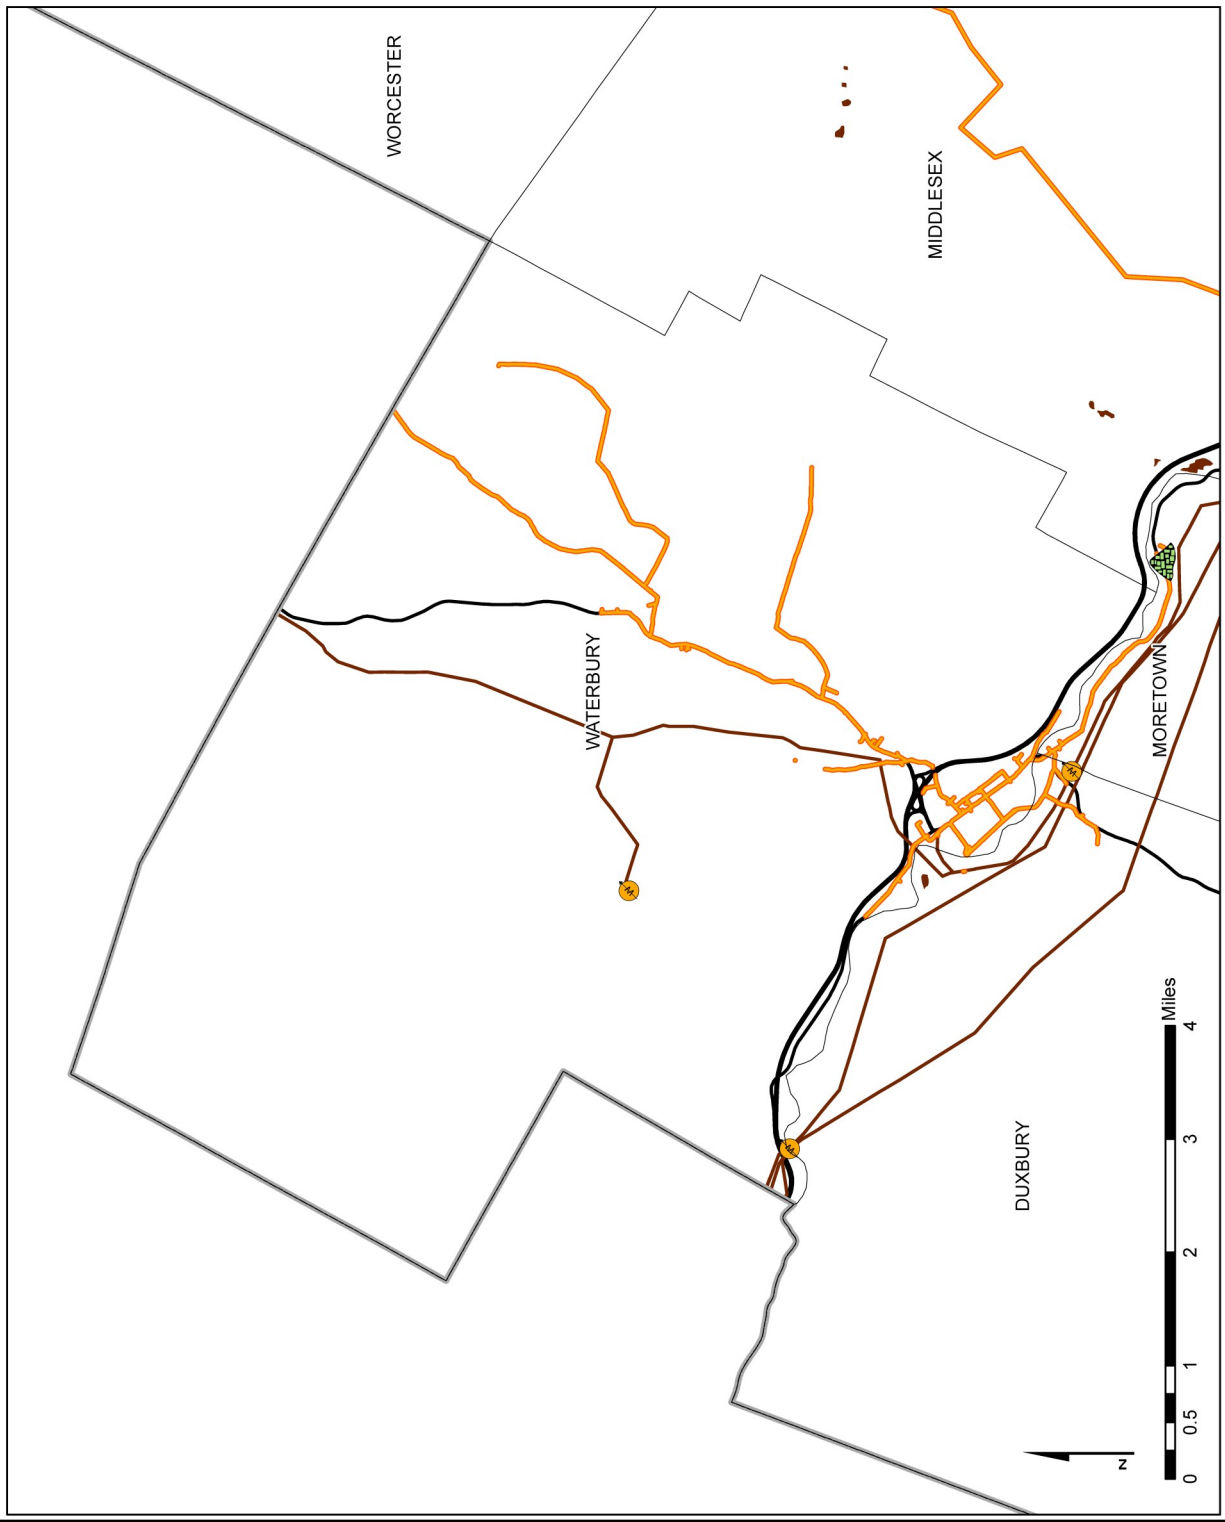 WORCESTER
MIDDLESEX
WATERBURY
MORETOWN
DUXBURY
Miles
0 0.5 1 2 3 4
N